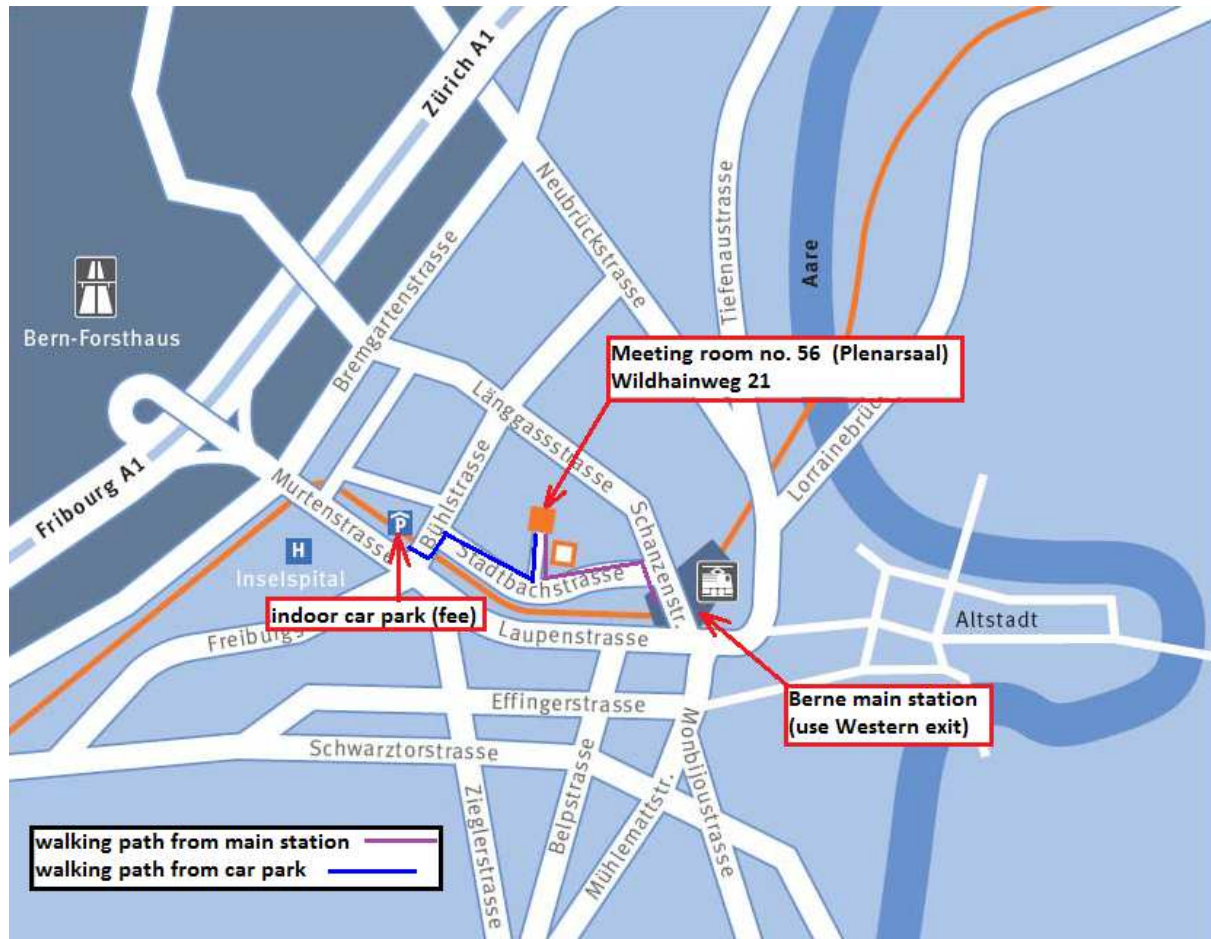 Zürich A1
Neubrückstrasse
Tiefenaustrasse
Aare
Bremgartenstrasse
Bern-Forsthaus
Meeting room no. 56 (Plenarsaal)
Wildhainweg 21
Länggassstrasse
Lorrainebrück
Fribourg A1
Murtenstrasse
P
Bühlstrasse
Schanzenstr.
H
Inselspital
Stadtbachstrasse
indoor car park (fee)
Freiburgs
Laupenstrasse
Altstadt
Effingerstrasse
Berne main station
(use Western exit)
Schwarztorstrasse
Zieglerstrasse
Belpstrasse
Mühlemattstr.
Monbijoustrasse
walking path from main station
walking path from car park